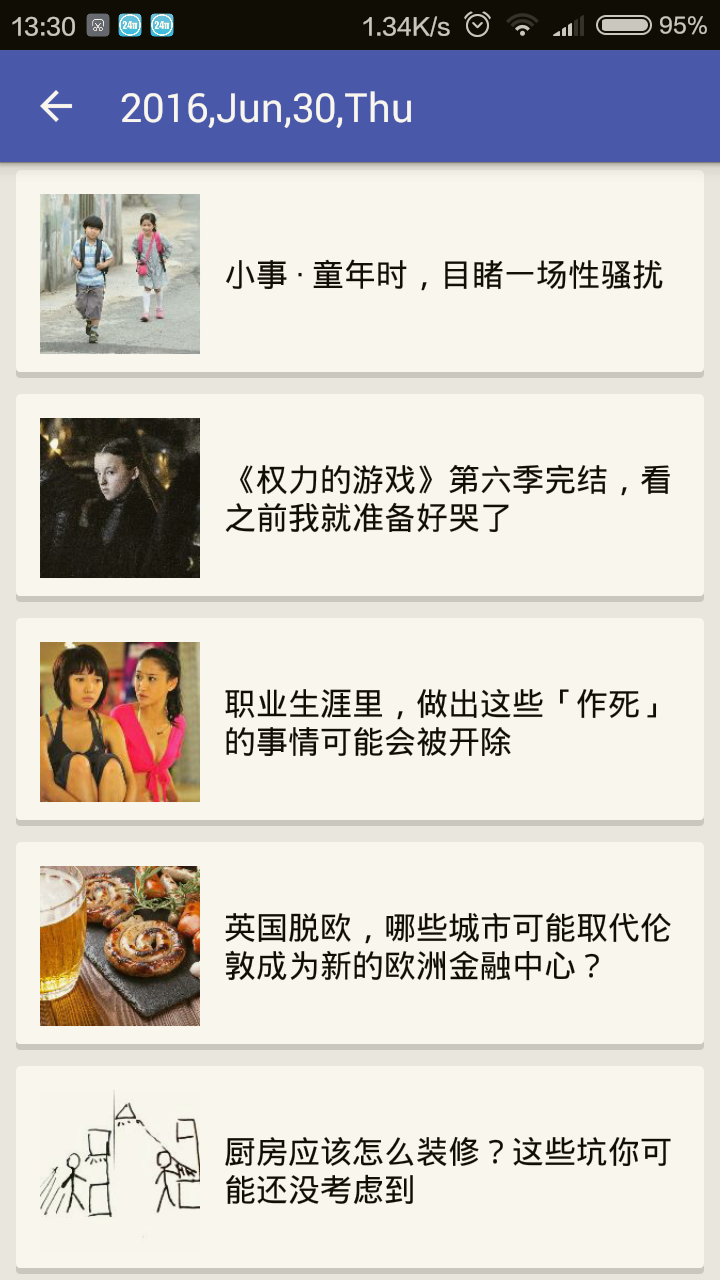 13:30 24π 24π 1.34K/s 95%
2016,Jun,30,Thu
小事 · 童年时，目睹一场性骚扰
《权力的游戏》第六季完结，看
之前我就准备好哭了
职业生涯里，做出这些「作死」
的事情可能会被开除
英国脱欧，哪些城市可能取代伦
敦成为新的欧洲金融中心？
厨房应该怎么装修？这些坑你可
能还没考虑到